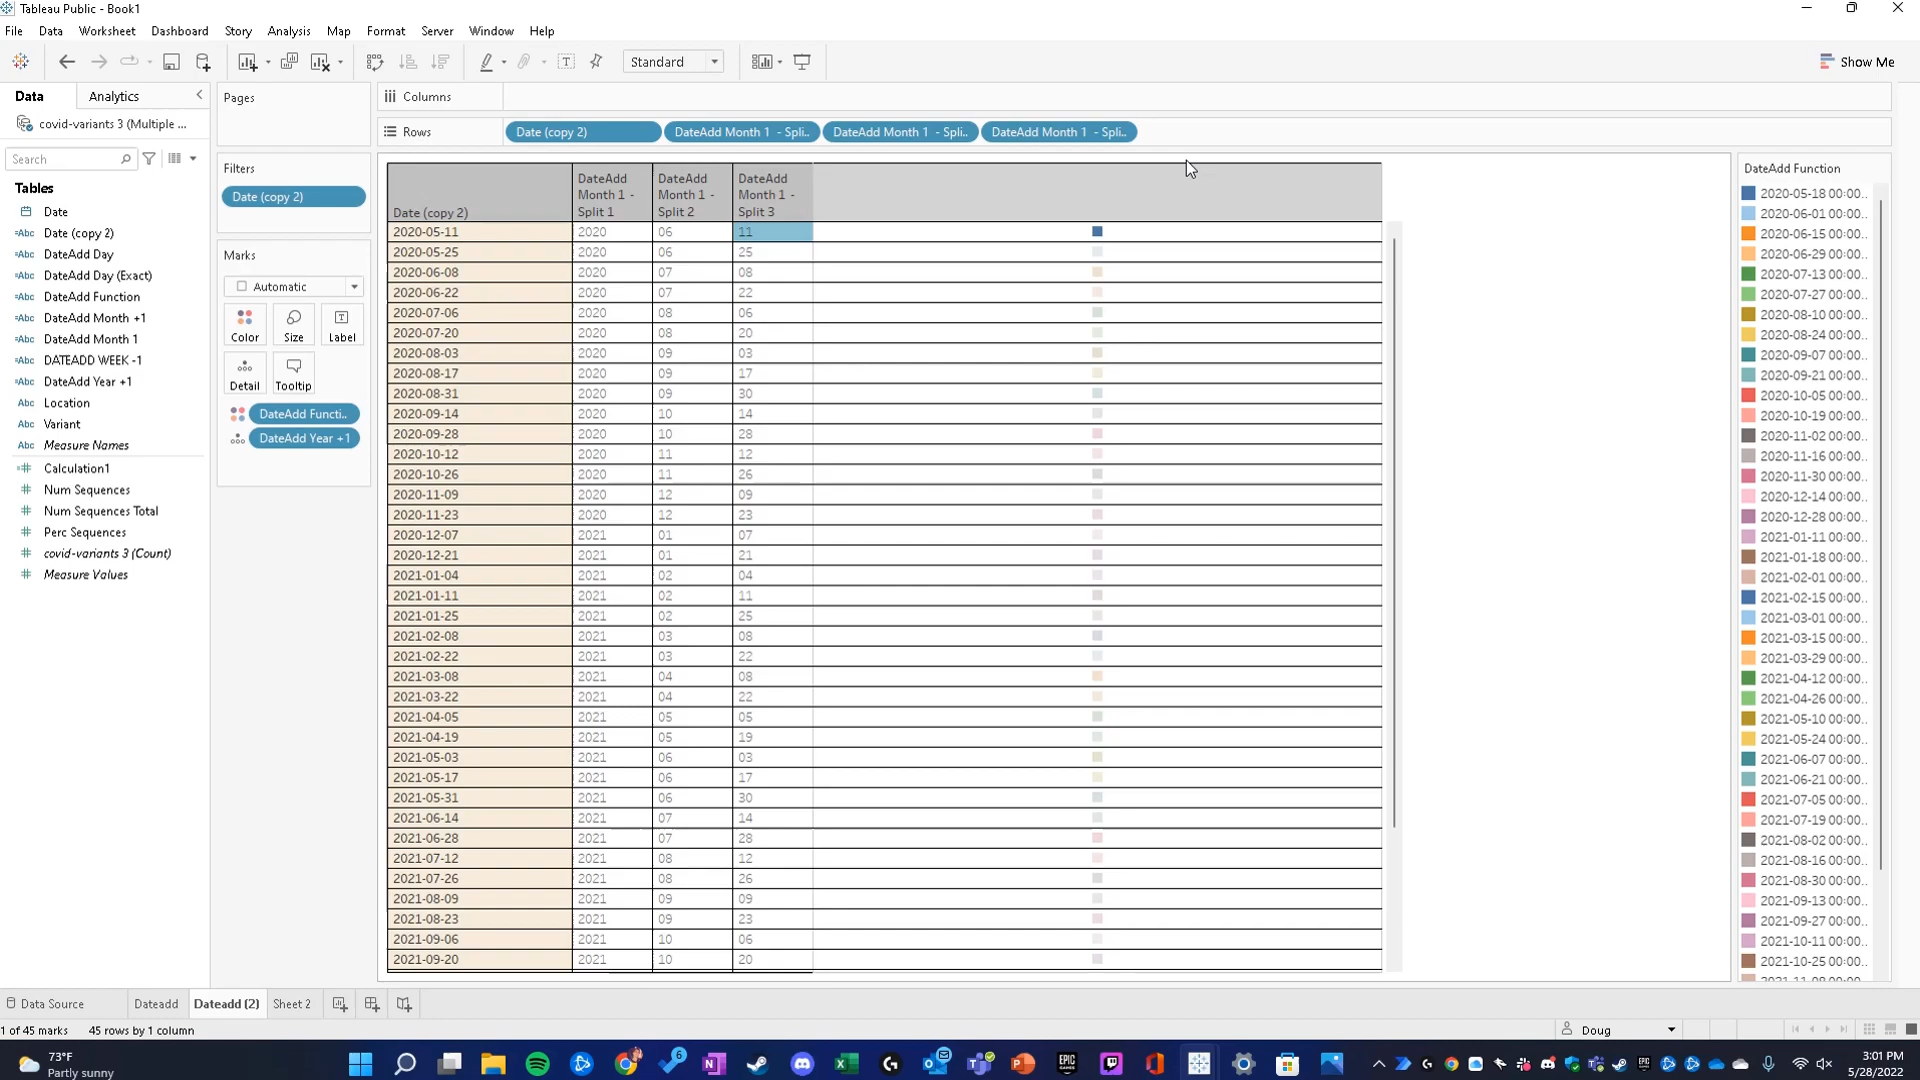 Tableau Public - Book1
File Data Worksheet Dashboard Story Analysis Map Format Server Window Help
Standard
Show Me
Data Analytics
covid-variants 3 (Multiple ...
Search
Tables
Date
Date (copy 2)
DateAdd Day
DateAdd Day (Exact)
DateAdd Function
DateAdd Month +1
DateAdd Month 1
DATEADD WEEK -1
DateAdd Year +1
Location
Variant
Measure Names
Calculation1
Num Sequences
Num Sequences Total
Perc Sequences
covid-variants 3 (Count)
Measure Values
Pages
Filters
Date (copy 2)
Marks
Automatic
Color Size Label
Detail Tooltip
DateAdd Functi..
DateAdd Year +1
Columns
Rows Date (copy 2) DateAdd Month 1 - Spli.. DateAdd Month 1 - Spli.. DateAdd Month 1 - Spli..
Date (copy 2) DateAdd Month 1 - Split 1 DateAdd Month 1 - Split 2 DateAdd Month 1 - Split 3
2020-05-11 2020 06 11
2020-05-25 2020 06 25
2020-06-08 2020 07 08
2020-06-22 2020 07 22
2020-07-06 2020 08 06
2020-07-20 2020 08 20
2020-08-03 2020 09 03
2020-08-17 2020 09 17
2020-08-31 2020 09 30
2020-09-14 2020 10 14
2020-09-28 2020 10 28
2020-10-12 2020 11 12
2020-10-26 2020 11 26
2020-11-09 2020 12 09
2020-11-23 2020 12 23
2020-12-07 2021 01 07
2020-12-21 2021 01 21
2021-01-04 2021 02 04
2021-01-11 2021 02 11
2021-01-25 2021 02 25
2021-02-08 2021 03 08
2021-02-22 2021 03 22
2021-03-08 2021 04 08
2021-03-22 2021 04 22
2021-04-05 2021 05 05
2021-04-19 2021 05 19
2021-05-03 2021 06 03
2021-05-17 2021 06 17
2021-05-31 2021 06 30
2021-06-14 2021 07 14
2021-06-28 2021 07 28
2021-07-12 2021 08 12
2021-07-26 2021 08 26
2021-08-09 2021 09 09
2021-08-23 2021 09 23
2021-09-06 2021 10 06
2021-09-20 2021 10 20
DateAdd Function
2020-05-18 00:00..
2020-06-01 00:00..
2020-06-15 00:00..
2020-06-29 00:00..
2020-07-13 00:00..
2020-07-27 00:00..
2020-08-10 00:00..
2020-08-24 00:00..
2020-09-07 00:00..
2020-09-21 00:00..
2020-10-05 00:00..
2020-10-19 00:00..
2020-11-02 00:00..
2020-11-16 00:00..
2020-11-30 00:00..
2020-12-14 00:00..
2020-12-28 00:00..
2021-01-11 00:00..
2021-01-18 00:00..
2021-02-01 00:00..
2021-02-15 00:00..
2021-03-01 00:00..
2021-03-15 00:00..
2021-03-29 00:00..
2021-04-12 00:00..
2021-04-26 00:00..
2021-05-10 00:00..
2021-05-24 00:00..
2021-06-07 00:00..
2021-06-21 00:00..
2021-07-05 00:00..
2021-07-19 00:00..
2021-08-02 00:00..
2021-08-16 00:00..
2021-08-30 00:00..
2021-09-13 00:00..
2021-09-27 00:00..
2021-10-11 00:00..
2021-10-25 00:00..
2021-11-08 00:00..
Data Source Dateadd Dateadd (2) Sheet 2
1 of 45 marks 45 rows by 1 column
Doug
73°F
Partly sunny
6
3:01 PM
5/28/2022